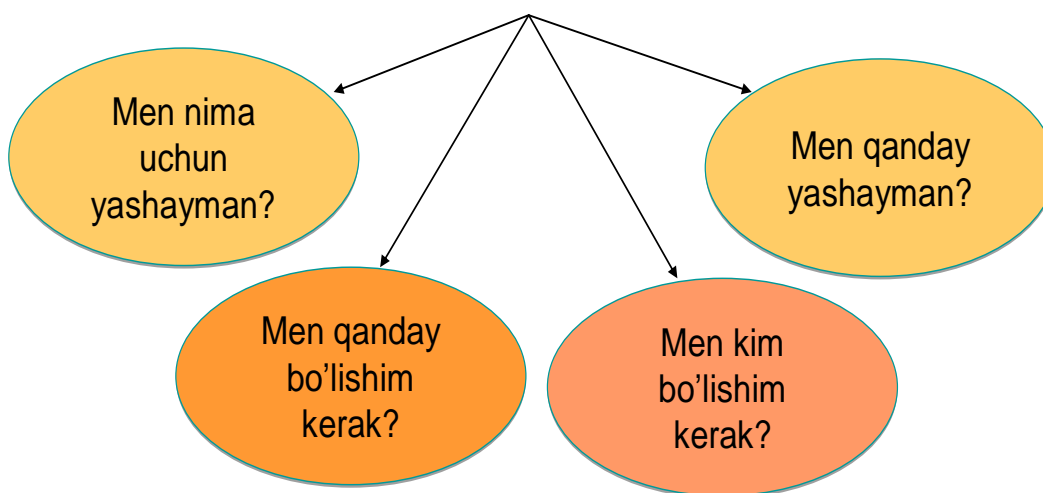 Men nima
uchun
yashayman?
Men qanday
yashayman?
Men qanday
bo’lishim
kerak?
Men kim
bo’lishim
kerak?